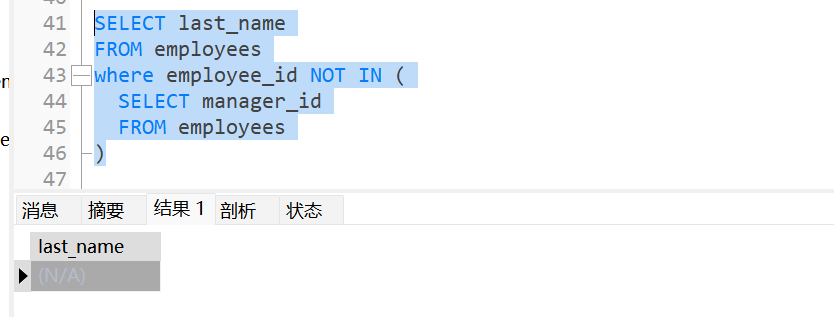 41 SELECT last_name
42 FROM employees
43 where employee_id NOT IN (
44 SELECT manager_id
45 FROM employees
46 )
47
消息 摘要 结果 1 剖析 状态
last_name
(N/A)